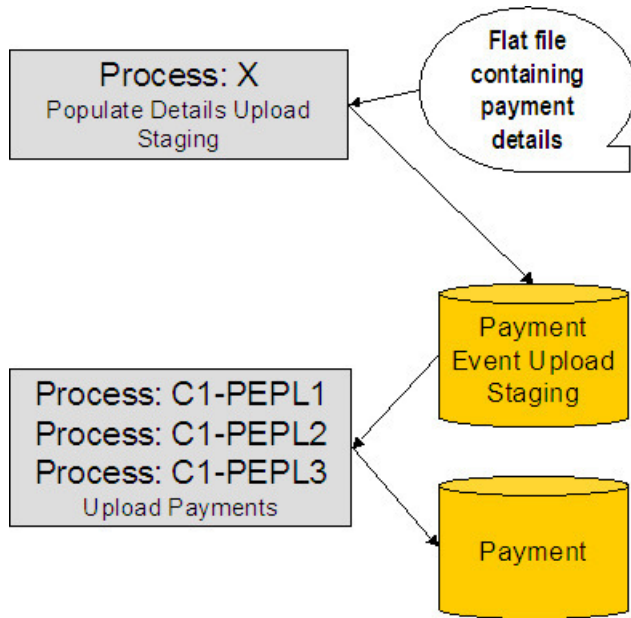 Process: X
Populate Details Upload
Staging
Flat file
containing
payment
details
Payment
Event Upload
Staging
Process: C1-PEPL1
Process: C1-PEPL2
Process: C1-PEPL3
Upload Payments
Payment